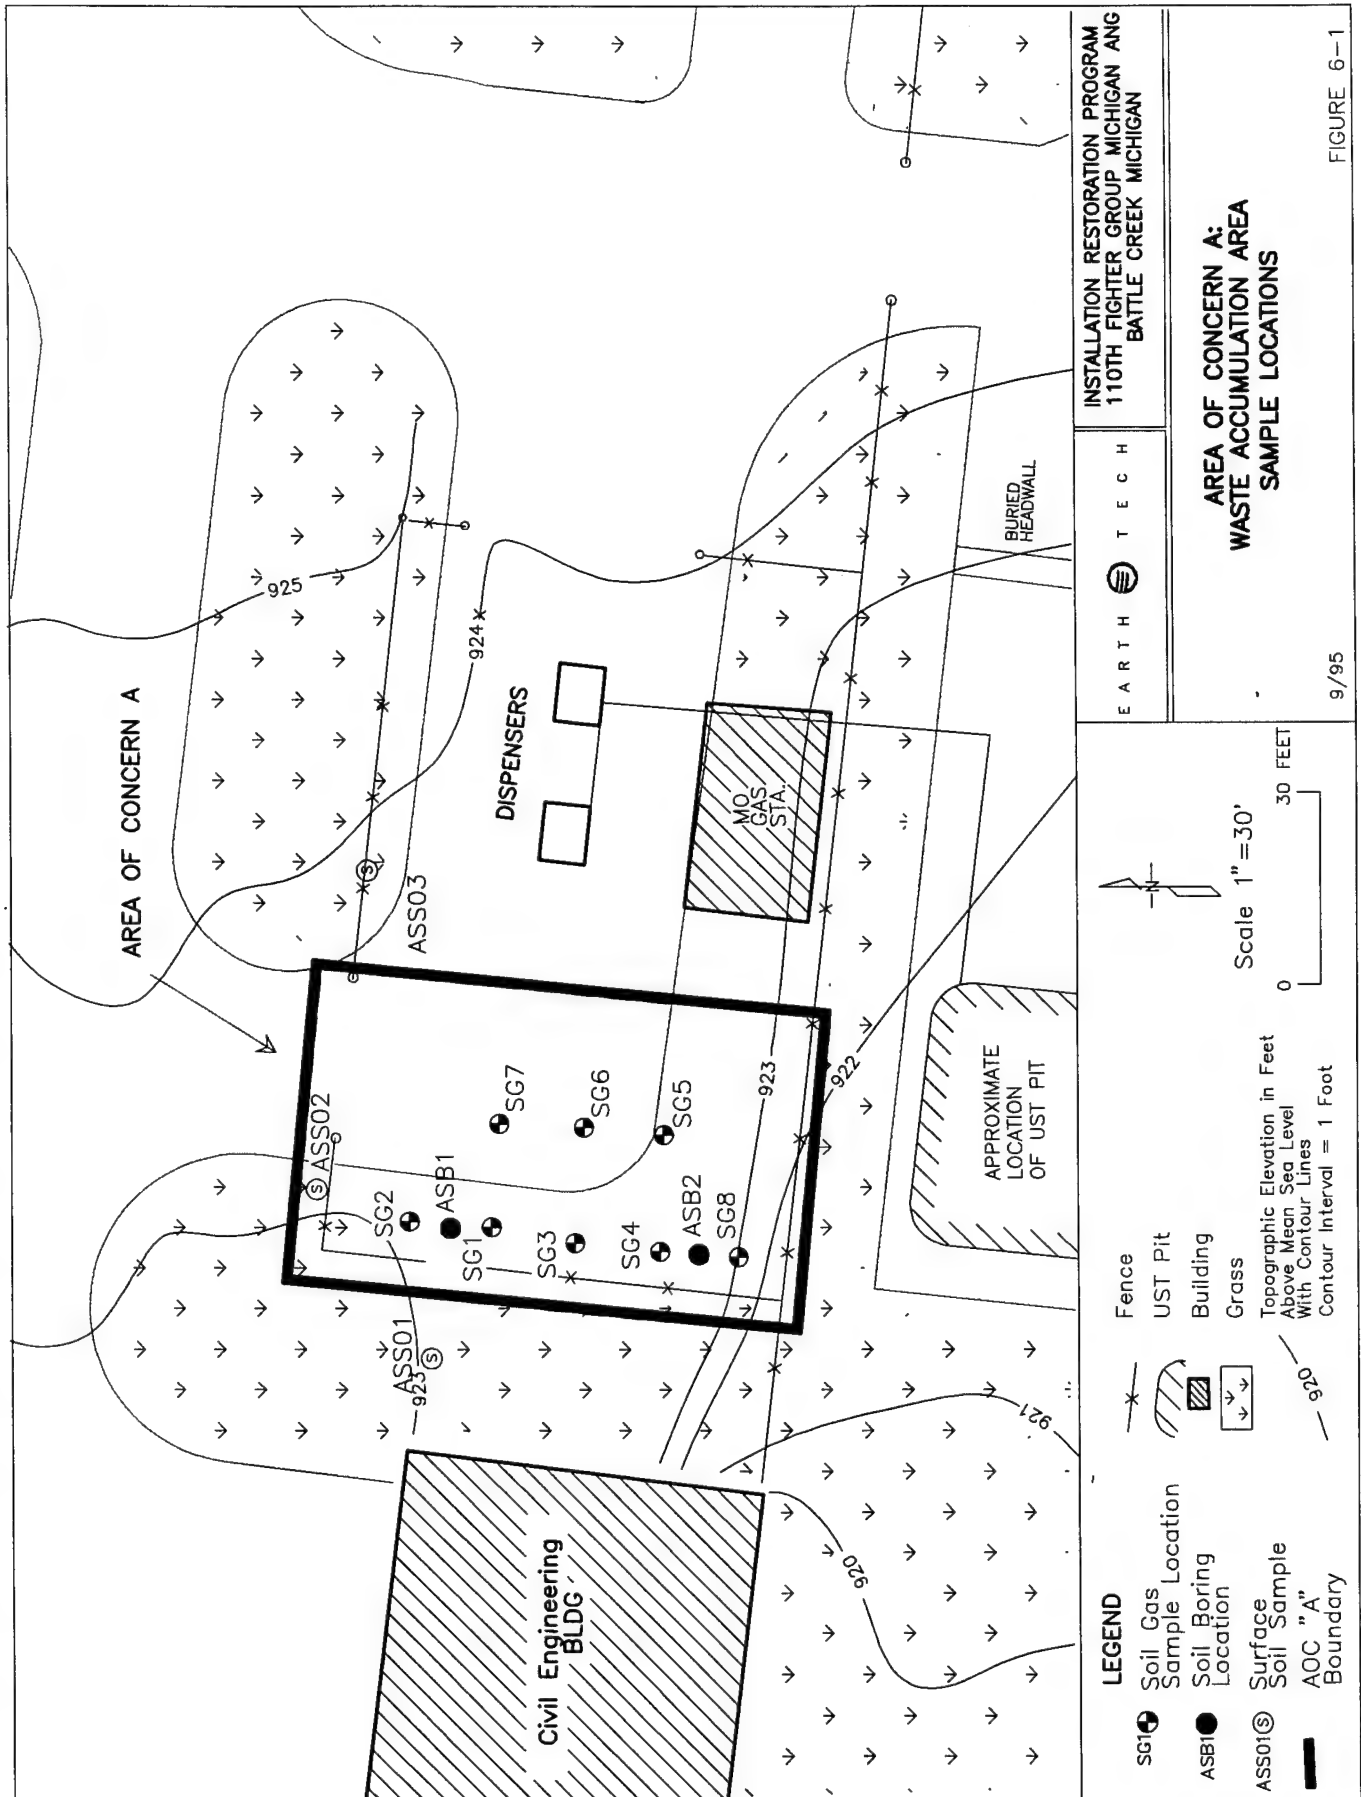 AREA OF CONCERN A
925
924
DISPENSERS
ASS03
MO.
GAS.
STA.
BURIED
HEADWALL
ASS02
SG7
SG6
SG5
SG2
ASB1
SG1
SG3
SG4
ASB2
SG8
923
922
ASS01
923
APPROXIMATE
LOCATION
OF UST PIT
921
920
Civil Engineering
BLDG
LEGEND
SG1 Soil Gas
Sample Location
ASB1 Soil Boring
Location
ASS01 S Surface
Soil Sample
AOC "A"
Boundary
Fence
UST Pit
Building
Grass
920 Topographic Elevation in Feet
Above Mean Sea Level
With Contour Lines
Contour Interval = 1 Foot
N
Scale 1"=30'
0 30 FEET
EARTH TECH
INSTALLATION RESTORATION PROGRAM
110TH FIGHTER GROUP MICHIGAN ANG
BATTLE CREEK MICHIGAN
AREA OF CONCERN A:
WASTE ACCUMULATION AREA
SAMPLE LOCATIONS
9/95
FIGURE 6-1